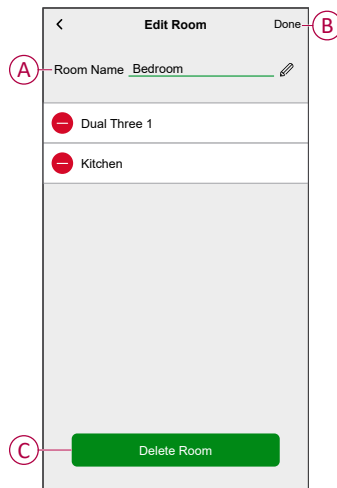 Edit Room
Done
B
A
Room Name Bedroom
Dual Three 1
Kitchen
C
Delete Room